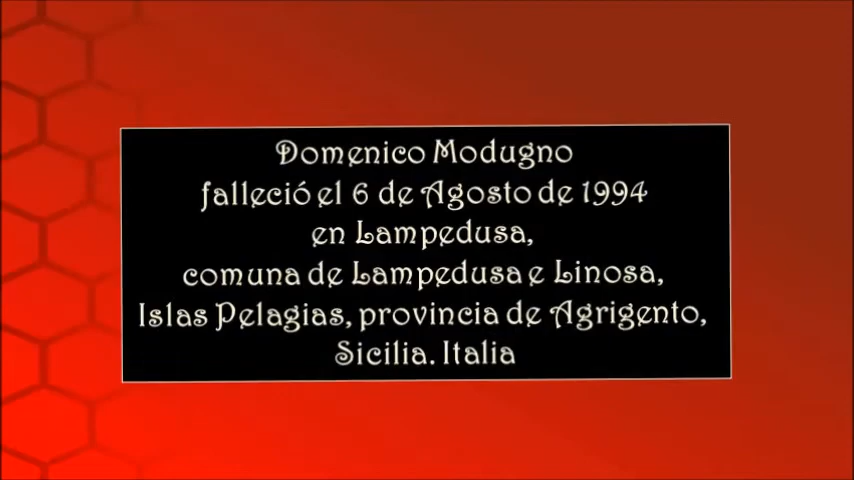 Domenico Modugno
falleció el 6 de Agosto de 1994
en Lampedusa,
comuna de Lampedusa e Linosa,
Islas Pelagias, provincia de Agrigento,
Sicilia. Italia